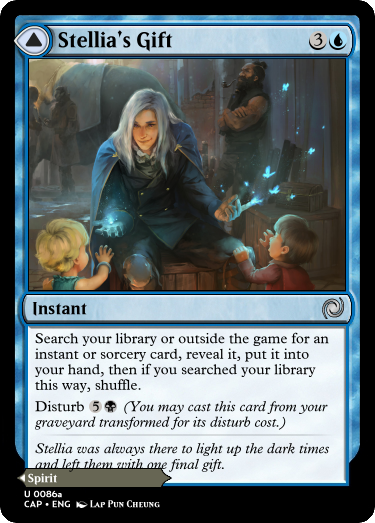 Stellia's Gift 3
Instant
Search your library or outside the game for an
instant or sorcery card, reveal it, put it into
your hand, then if you searched your library
this way, shuffle.
Disturb 5 (You may cast this card from your
graveyard transformed for its disturb cost.)
Stellia was always there to light up the dark times
and left them with one final gift.
Spirit
U 0086a
CAP • ENG Lap Pun Cheung